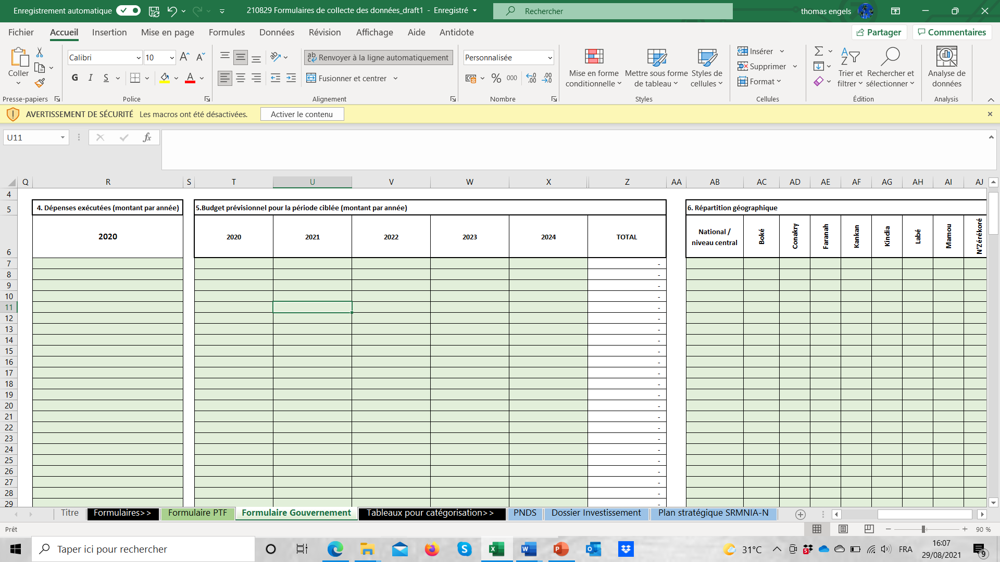 Enregistrement automatique
210829 Formulaires de collecte des données_draft1 - Enregistré
Rechercher
thomas engels
Fichier Accueil Insertion Mise en page Formules Données Révision Affichage Aide Antidote
Partager Commentaires
Coller
Presse-papiers
Calibri 10
G I S
Police
Renvoyer à la ligne automatiquement
Fusionner et centrer
Alignement
Personnalisée
% 000
Nombre
Mise en forme conditionnelle
Mettre sous forme de tableau
Styles de cellules
Styles
Insérer
Supprimer
Format
Cellules
Trier et filtrer
Rechercher et sélectionner
Édition
Analyse de données
Analysis
AVERTISSEMENT DE SÉCURITÉ Les macros ont été désactivées. Activer le contenu
U11 fx
Q R S T U V W X Z AA AB AC AD AE AF AG AH AI AJ
4
5 4. Dépenses exécutées (montant par année) 5.Budget prévisionnel pour la période ciblée (montant par année) 6. Répartition géographique
6 2020 2020 2021 2022 2023 2024 TOTAL National / niveau central Boké Conakry Faranah Kankan Kindia Labé Mamou N'Zérékoré
7 -
8 -
9 -
10 -
11 -
12 -
13 -
14 -
15 -
16 -
17 -
18 -
19 -
20 -
21 -
22 -
23 -
24 -
25 -
26 -
27 -
28 -
29 -
Titre Formulaires>> Formulaire PTF Formulaire Gouvernement Tableaux pour catégorisation>> PNDS Dossier Investissement Plan stratégique SRMNIA-N
Prêt
90 %
Taper ici pour rechercher
31°C
FRA
16:07
29/08/2021
9